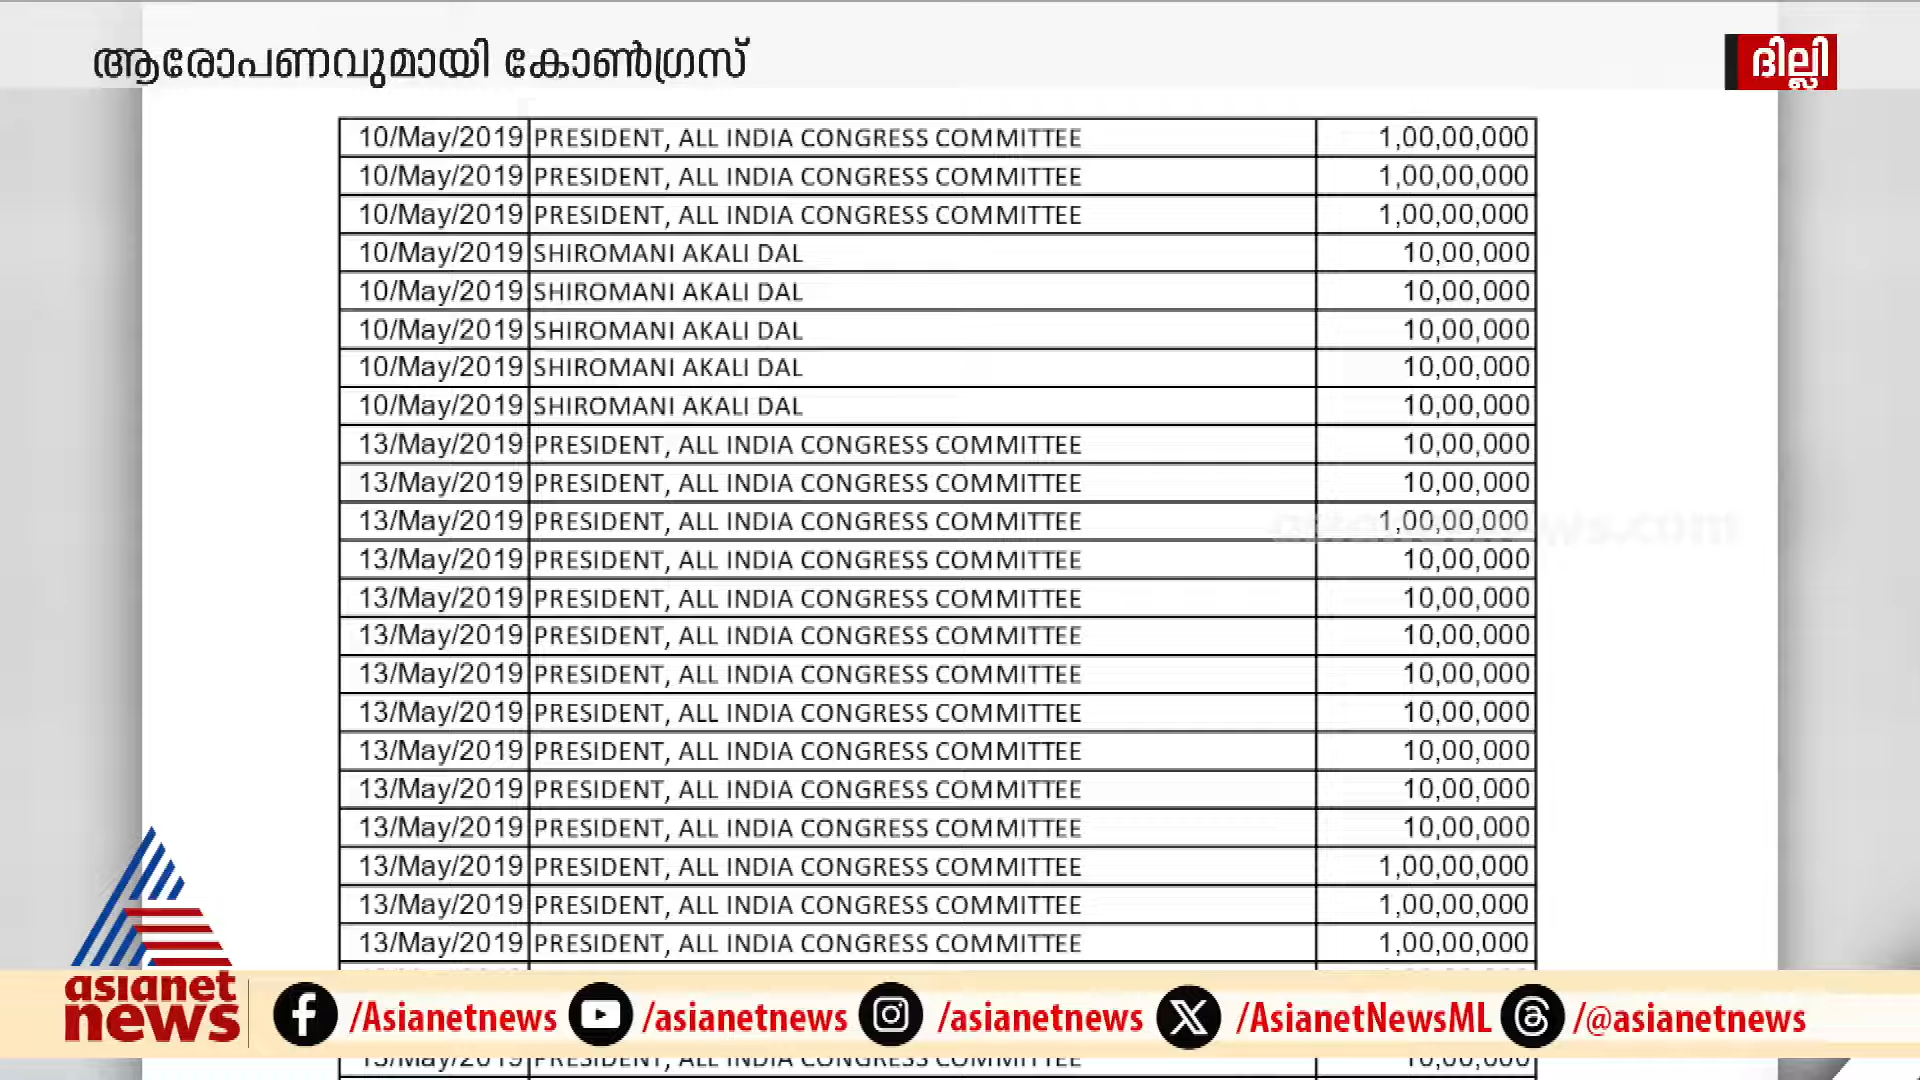 ആരോപണവുമായി കോൺഗ്രസ്
ദില്ലി
10/May/2019 PRESIDENT, ALL INDIA CONGRESS COMMITTEE 1,00,00,000
10/May/2019 PRESIDENT, ALL INDIA CONGRESS COMMITTEE 1,00,00,000
10/May/2019 PRESIDENT, ALL INDIA CONGRESS COMMITTEE 1,00,00,000
10/May/2019 SHIROMANI AKALI DAL 10,00,000
10/May/2019 SHIROMANI AKALI DAL 10,00,000
10/May/2019 SHIROMANI AKALI DAL 10,00,000
10/May/2019 SHIROMANI AKALI DAL 10,00,000
10/May/2019 SHIROMANI AKALI DAL 10,00,000
13/May/2019 PRESIDENT, ALL INDIA CONGRESS COMMITTEE 10,00,000
13/May/2019 PRESIDENT, ALL INDIA CONGRESS COMMITTEE 10,00,000
13/May/2019 PRESIDENT, ALL INDIA CONGRESS COMMITTEE 1,00,00,000
13/May/2019 PRESIDENT, ALL INDIA CONGRESS COMMITTEE 10,00,000
13/May/2019 PRESIDENT, ALL INDIA CONGRESS COMMITTEE 10,00,000
13/May/2019 PRESIDENT, ALL INDIA CONGRESS COMMITTEE 10,00,000
13/May/2019 PRESIDENT, ALL INDIA CONGRESS COMMITTEE 10,00,000
13/May/2019 PRESIDENT, ALL INDIA CONGRESS COMMITTEE 10,00,000
13/May/2019 PRESIDENT, ALL INDIA CONGRESS COMMITTEE 10,00,000
13/May/2019 PRESIDENT, ALL INDIA CONGRESS COMMITTEE 10,00,000
13/May/2019 PRESIDENT, ALL INDIA CONGRESS COMMITTEE 10,00,000
13/May/2019 PRESIDENT, ALL INDIA CONGRESS COMMITTEE 1,00,00,000
13/May/2019 PRESIDENT, ALL INDIA CONGRESS COMMITTEE 1,00,00,000
13/May/2019 PRESIDENT, ALL INDIA CONGRESS COMMITTEE 1,00,00,000
asianet
news
/Asianetnews /asianetnews /asianetnews /AsianetNewsML /@asianetnews
13/May/2019 PRESIDENT, ALL INDIA CONGRESS COMMITTEE 10,00,000